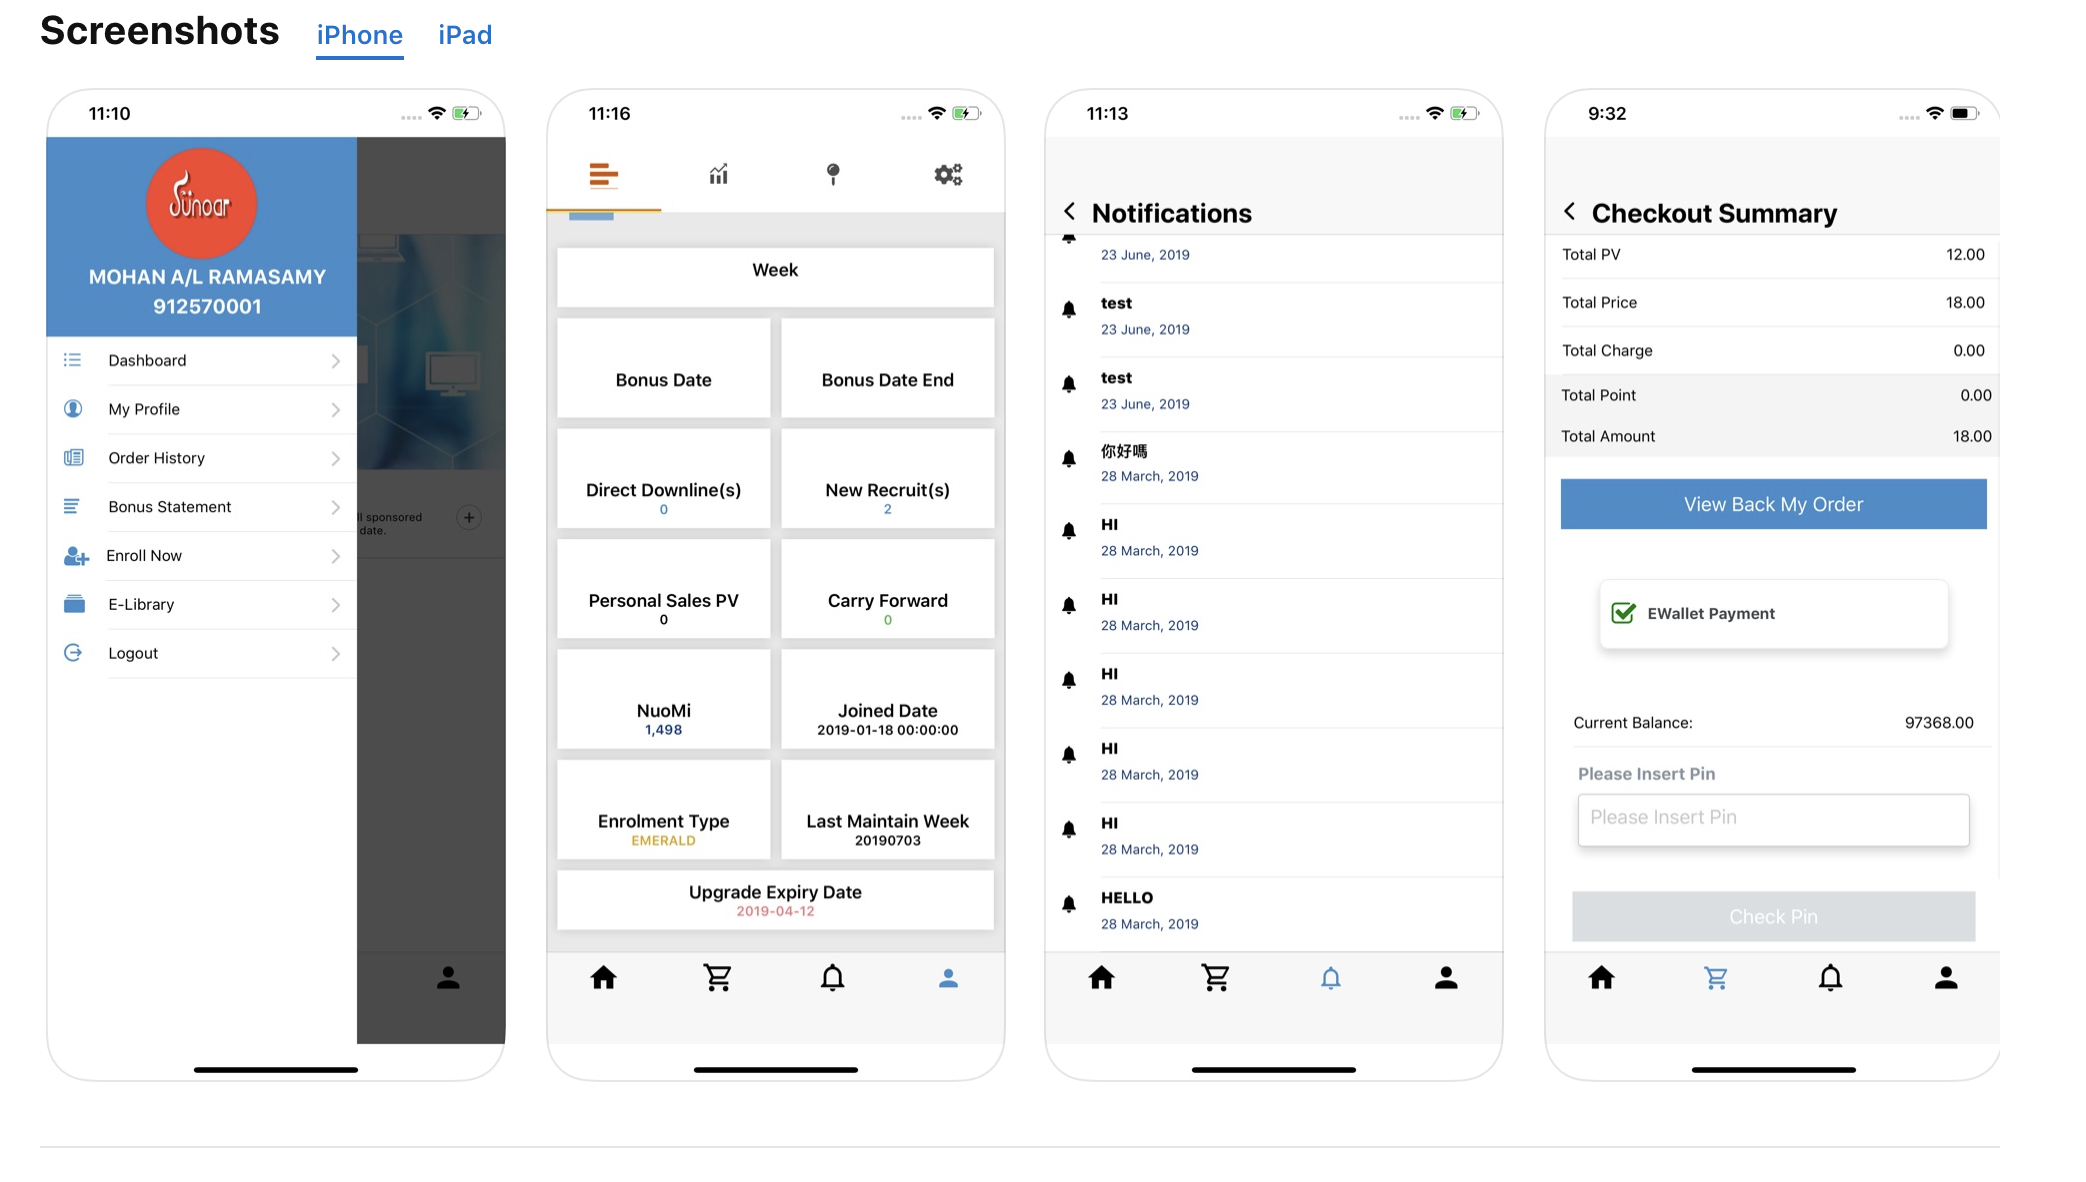 Screenshots iPhone iPad
11:10
Sünoar
MOHAN A/L RAMASAMY
912570001
Dashboard
My Profile
Order History
Bonus Statement
Enroll Now
E-Library
Logout
ll sponsored
date.
11:16
Week
Bonus Date
Bonus Date End
Direct Downline(s)
0
New Recruit(s)
2
Personal Sales PV
0
Carry Forward
0
NuoMi
1,498
Joined Date
2019-01-18 00:00:00
Enrolment Type
EMERALD
Last Maintain Week
20190703
Upgrade Expiry Date
2019-04-12
11:13
Notifications
23 June, 2019
test
23 June, 2019
test
23 June, 2019
你好嗎
28 March, 2019
HI
28 March, 2019
HI
28 March, 2019
HI
28 March, 2019
HI
28 March, 2019
HI
28 March, 2019
HELLO
28 March, 2019
9:32
Checkout Summary
Total PV 12.00
Total Price 18.00
Total Charge 0.00
Total Point 0.00
Total Amount 18.00
View Back My Order
EWallet Payment
Current Balance: 97368.00
Please Insert Pin
Please Insert Pin
Check Pin